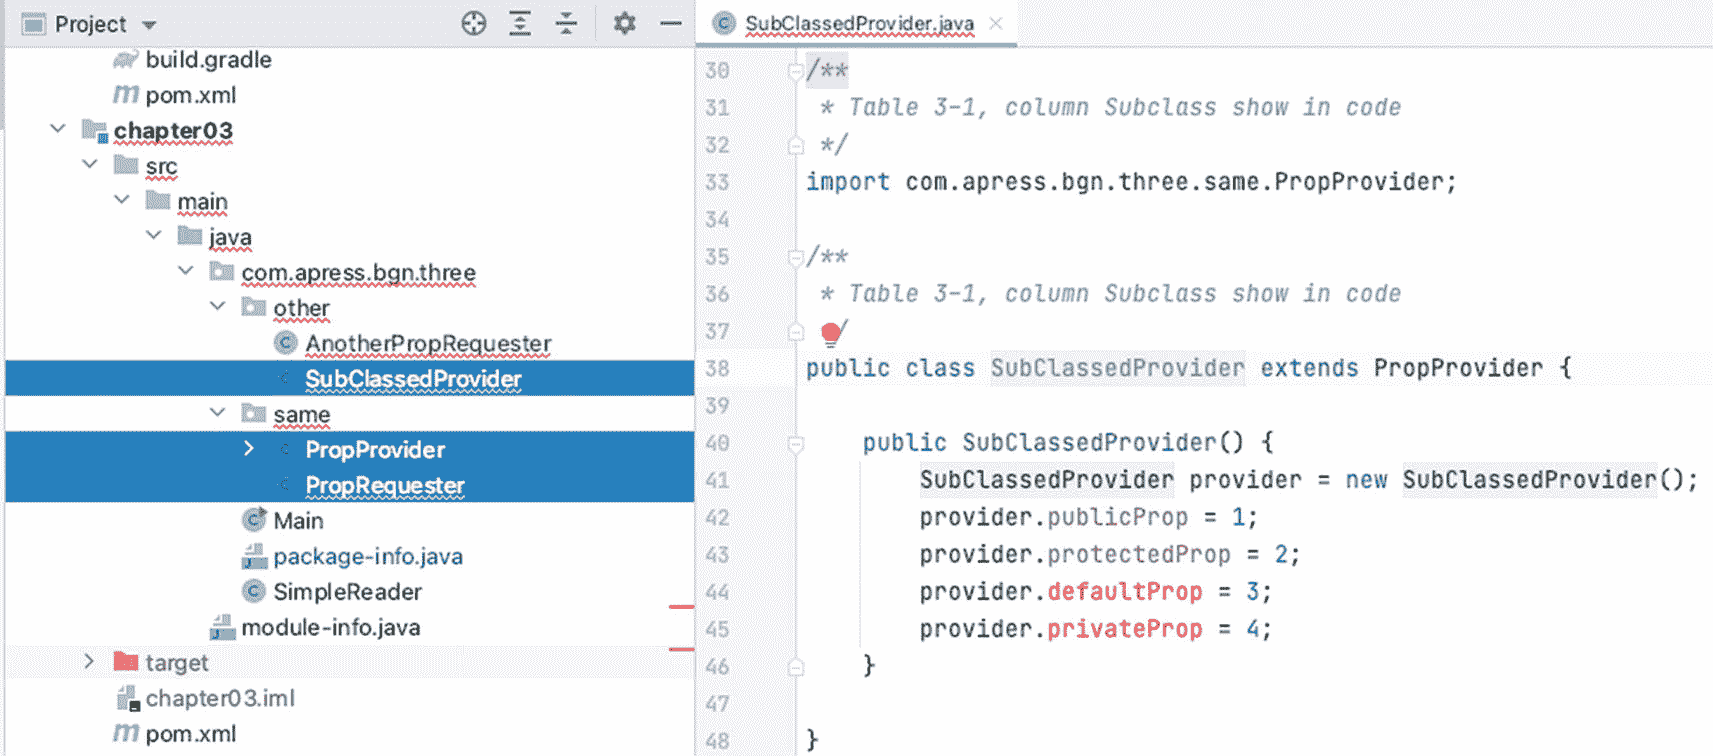 Project
build.gradle
pom.xml
chapter03
src
main
java
com.apress.bgn.three
other
AnotherPropRequester
SubClassedProvider
same
PropProvider
PropRequester
Main
package-info.java
SimpleReader
module-info.java
target
chapter03.iml
pom.xml
SubClassedProvider.java
30 /**
31 * Table 3-1, column Subclass show in code
32 */
33 import com.apress.bgn.three.same.PropProvider;
34
35 /**
36 * Table 3-1, column Subclass show in code
37 /
38 public class SubClassedProvider extends PropProvider {
39
40 public SubClassedProvider() {
41 SubClassedProvider provider = new SubClassedProvider();
42 provider.publicProp = 1;
43 provider.protectedProp = 2;
44 provider.defaultProp = 3;
45 provider.privateProp = 4;
46 }
47
48 }